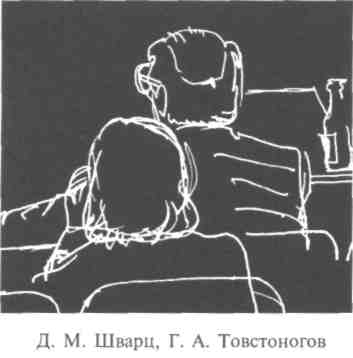 Д. М. Шварц, Г. А. Товстоногов